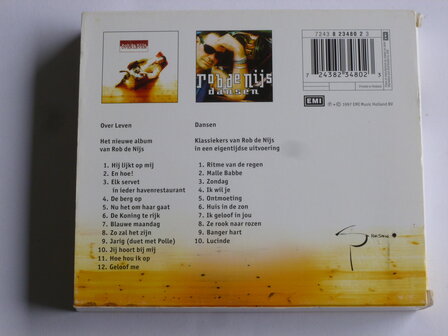 7243 8 23480 2 3
7 24382 34802 3
EMI
℗ + © 1997 EMI Music Holland BV
rob de nijs
dansen
Over Leven
Het nieuwe album
van Rob de Nijs
1. Hij lijkt op mij
2. En hoe!
3. Elk servet
in ieder havenrestaurant
4. De berg op
5. Nu het om haar gaat
6. De Koning te rijk
7. Blauwe maandag
8. Zo zal het zijn
9. Jarig (duet met Polle)
10. Jij hoort bij mij
11. Hoe hou ik op
12. Geloof me
Dansen
Klassiekers van Rob de Nijs
in een eigentijdse uitvoering
1. Ritme van de regen
2. Malle Babbe
3. Zondag
4. Ik wil je
5. Ontmoeting
6. Huis in de zon
7. Ik geloof in jou
8. Ze rook naar rozen
9. Banger hart
10. Lucinde